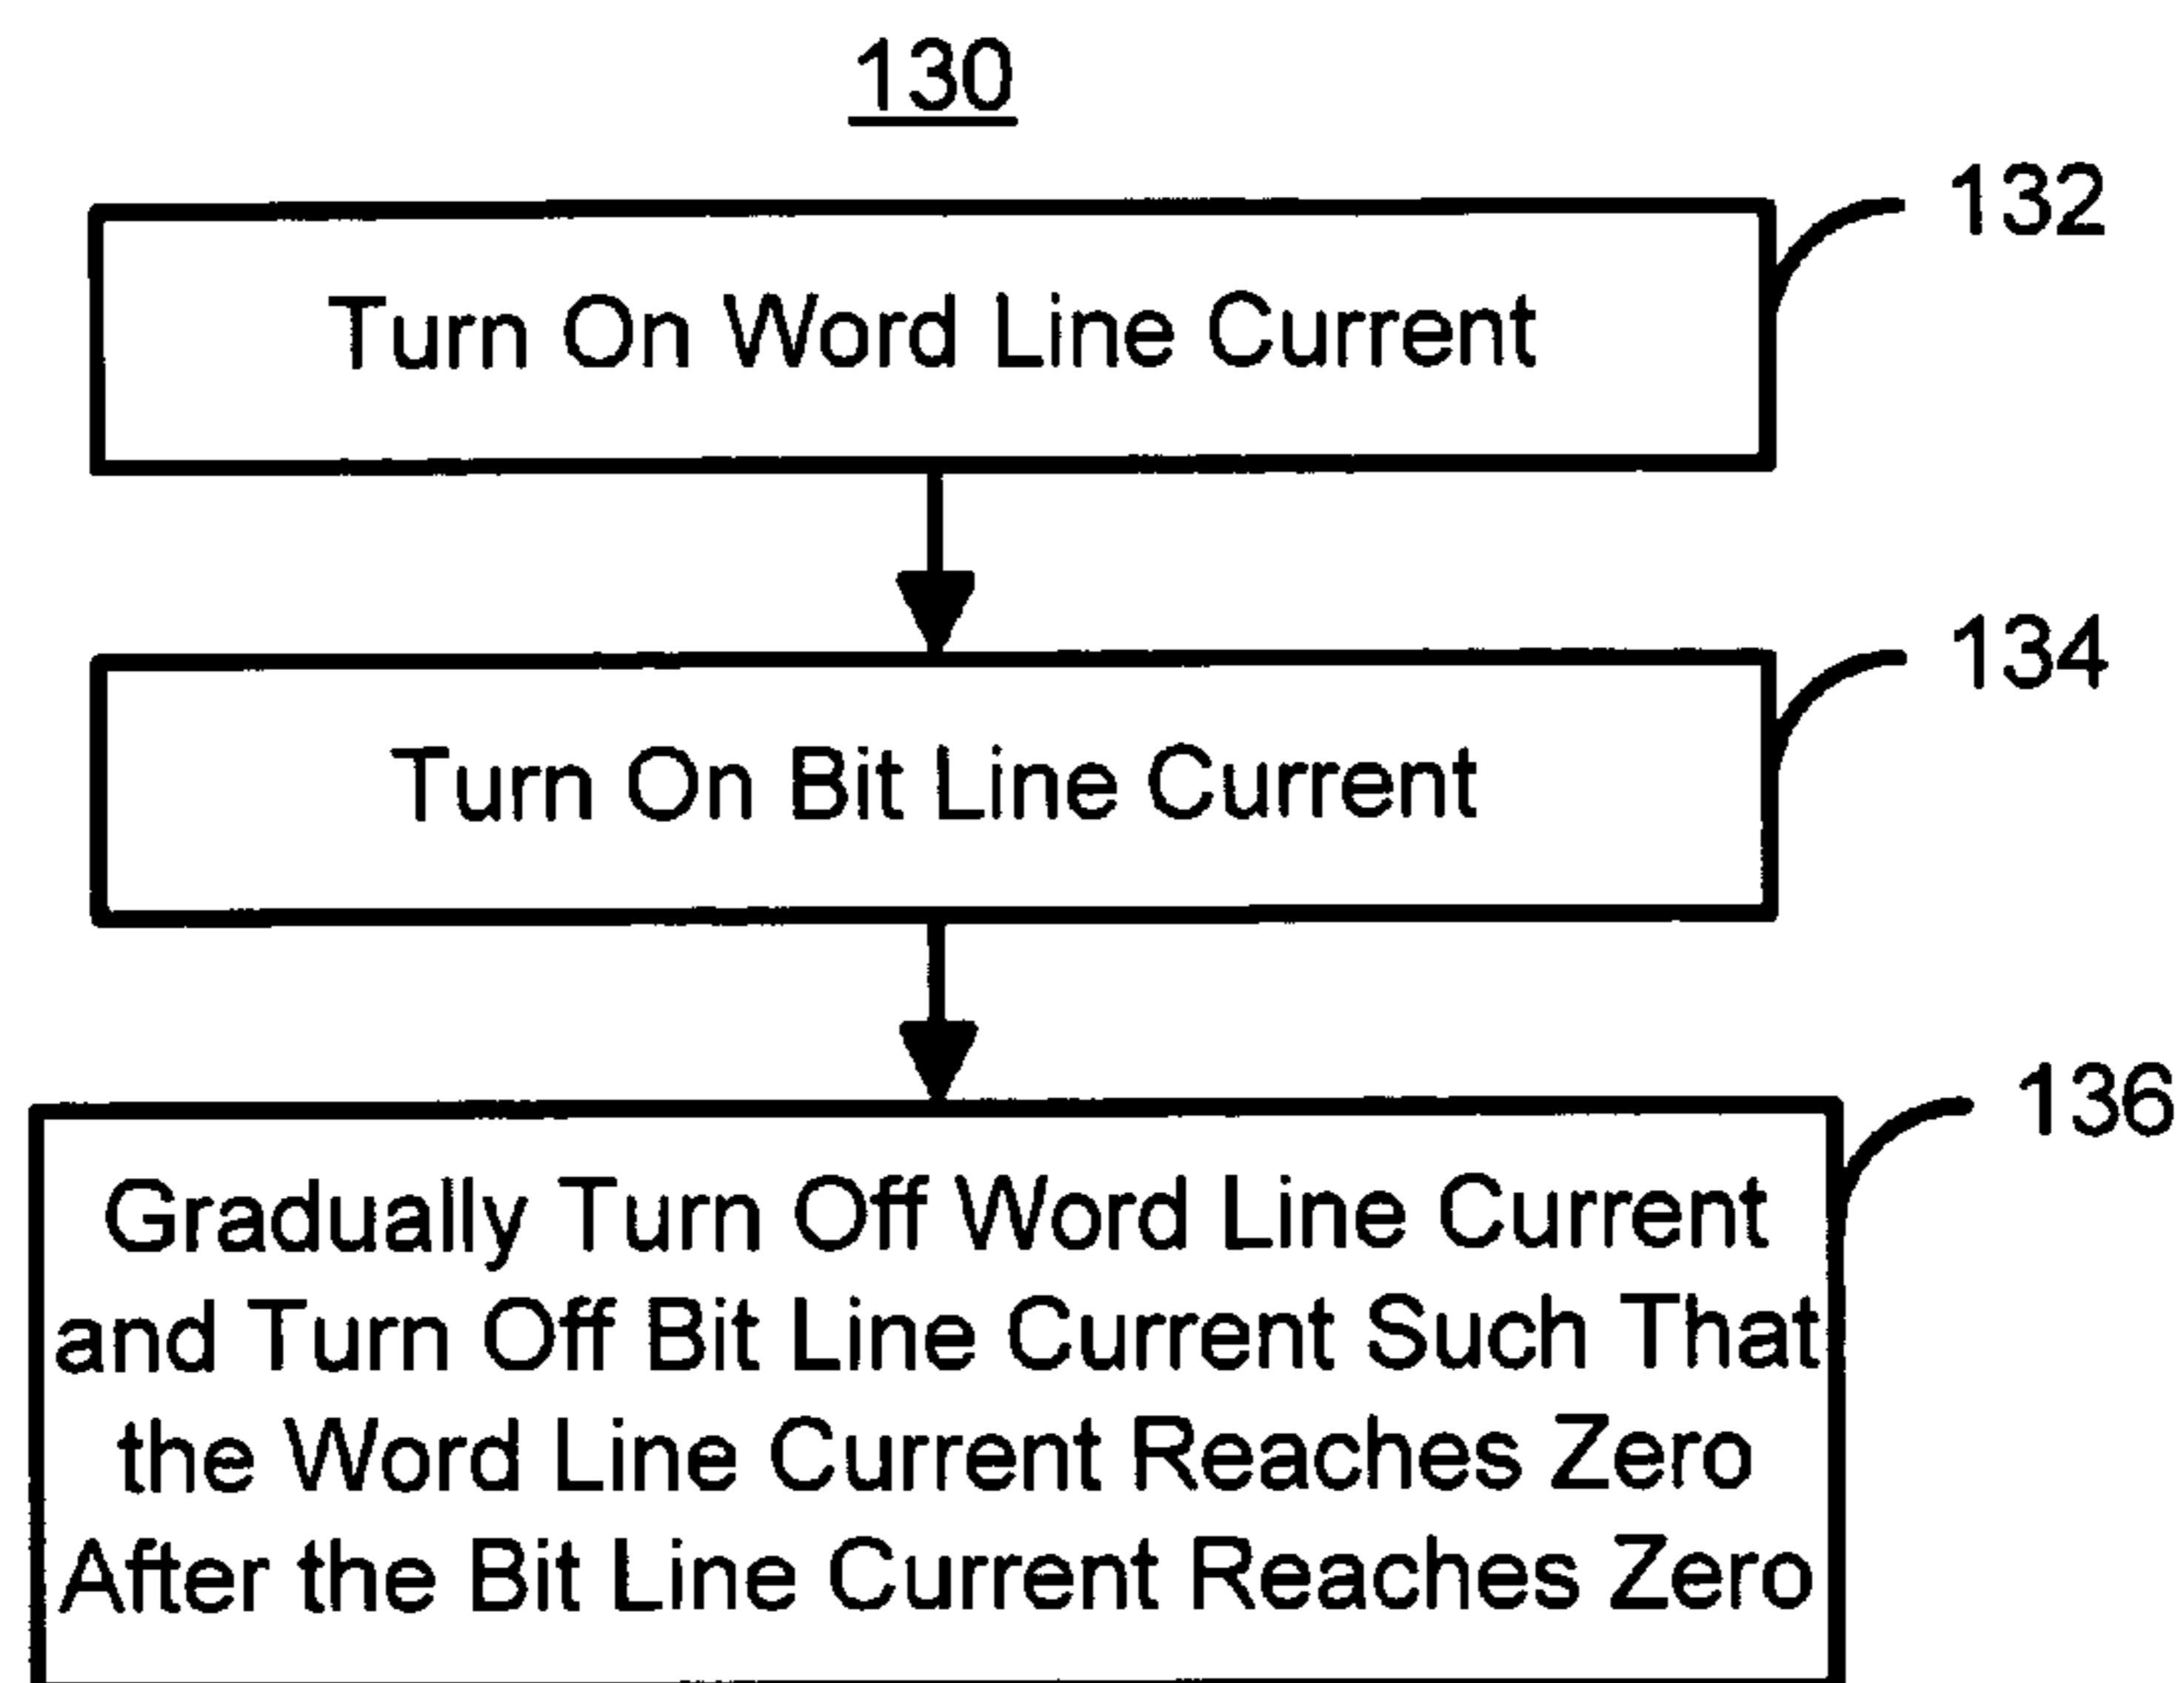 130
132
Turn On Word Line Current
134
Turn On Bit Line Current
136
Gradually Turn Off Word Line Current
and Turn Off Bit Line Current Such That
the Word Line Current Reaches Zero
After the Bit Line Current Reaches Zero